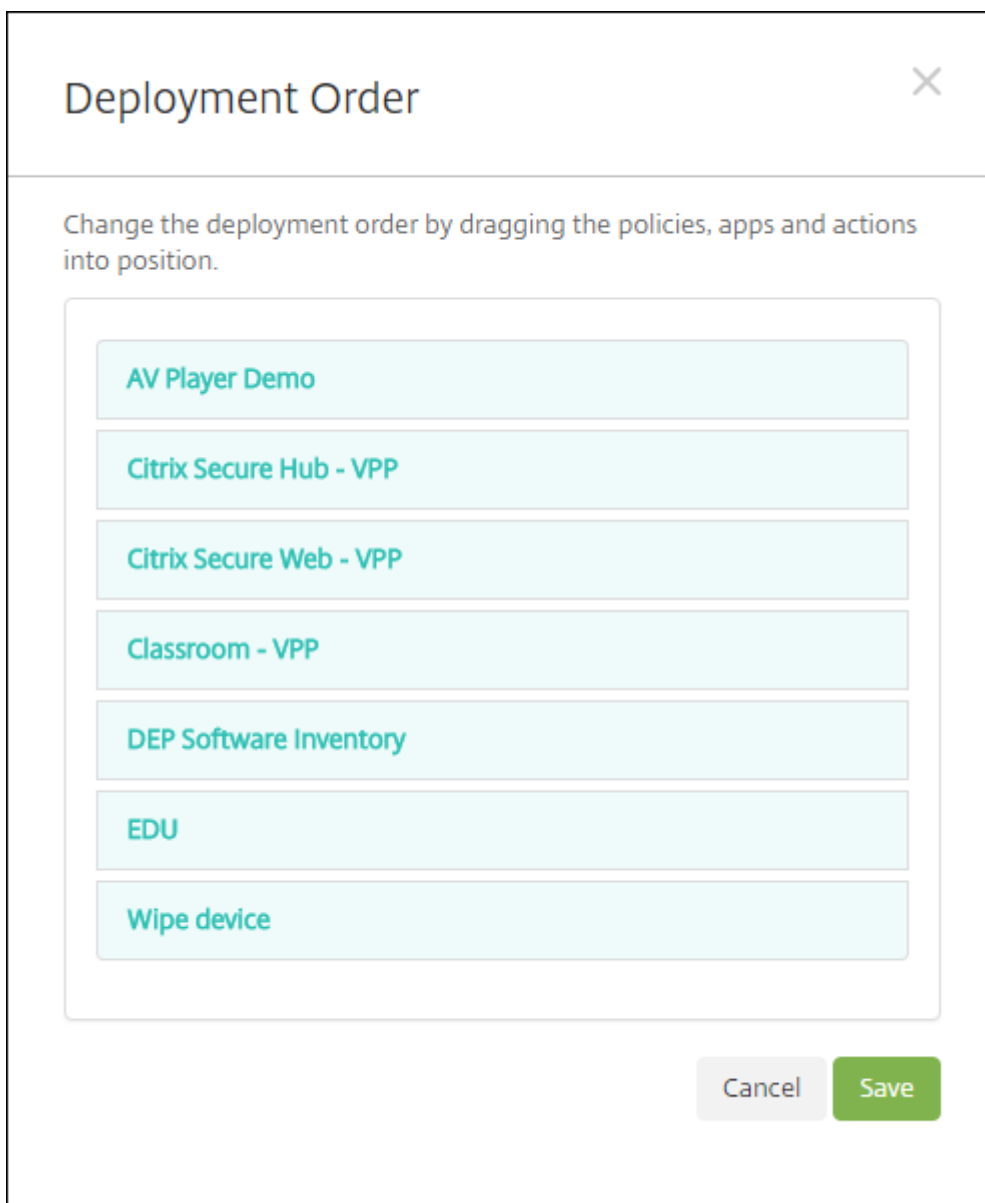 Deployment Order
Change the deployment order by dragging the policies, apps and actions
into position.
AV Player Demo
Citrix Secure Hub - VPP
Citrix Secure Web - VPP
Classroom - VPP
DEP Software Inventory
EDU
Wipe device
Cancel
Save